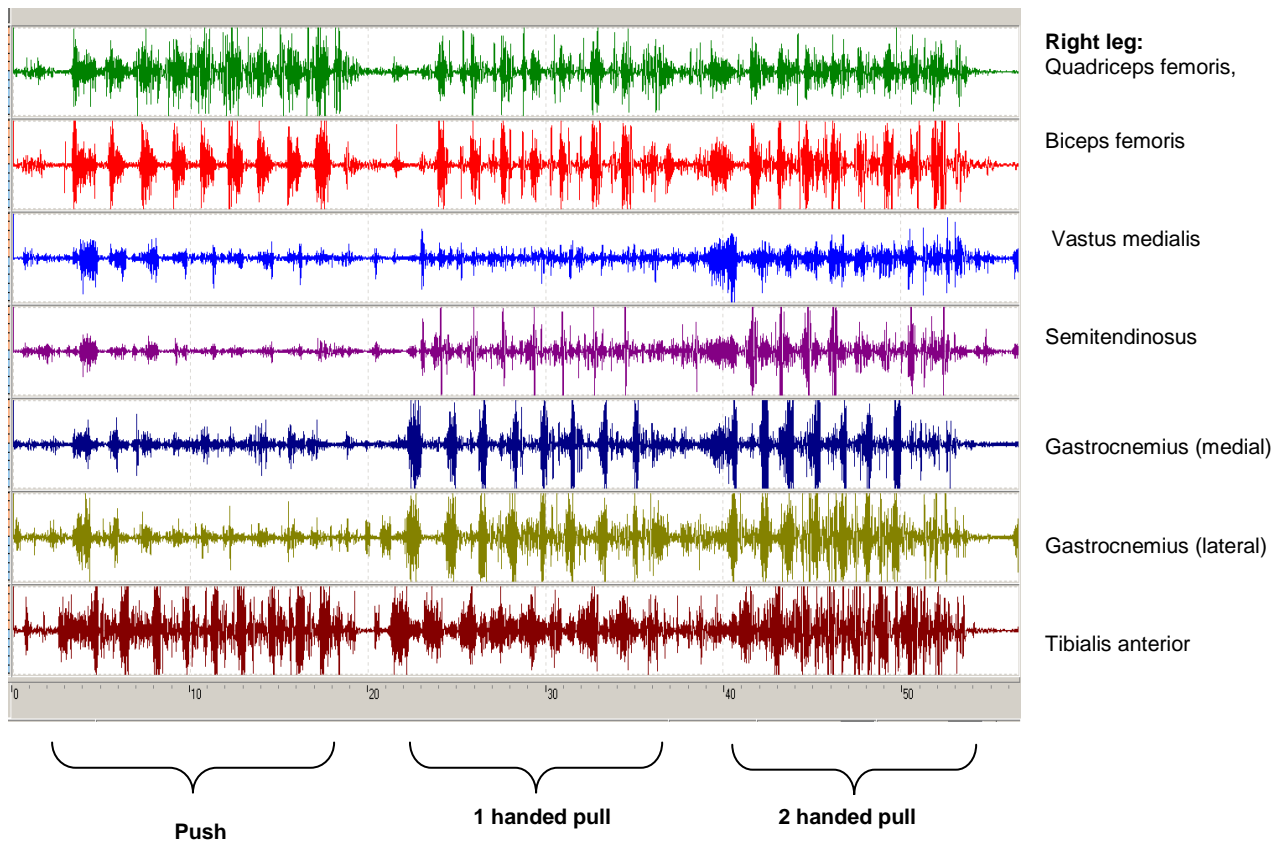 Right leg:
Quadriceps femoris,
Biceps femoris
Vastus medialis
Semitendinosus
Gastrocnemius (medial)
Gastrocnemius (lateral)
Tibialis anterior
0 10 20 30 40 50
Push
1 handed pull
2 handed pull